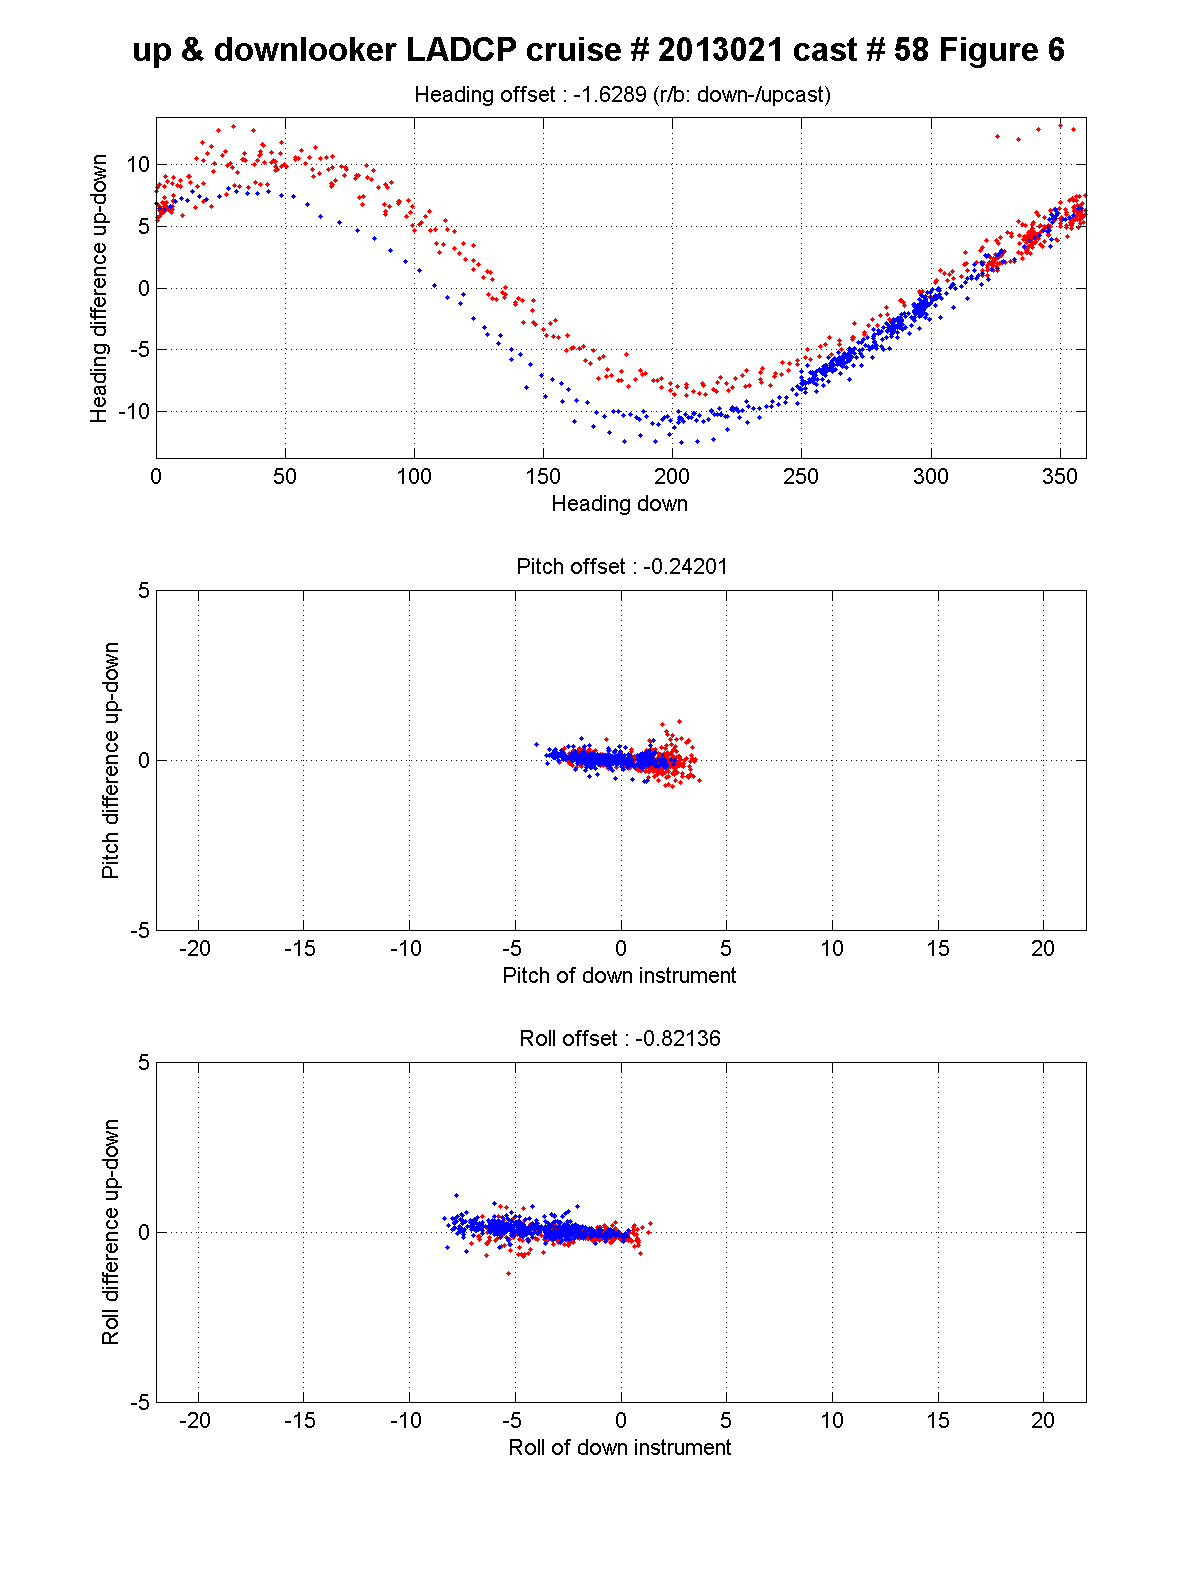 up & downlooker LADCP cruise # 2013021 cast # 58 Figure 6
Heading offset : -1.6289 (r/b: down-/upcast)
Heading difference up-down
10
5
0
-5
-10
0 50 100 150 200 250 300 350
Heading down
Pitch offset : -0.24201
Pitch difference up-down
5
0
-5
-20 -15 -10 -5 0 5 10 15 20
Pitch of down instrument
Roll offset : -0.82136
Roll difference up-down
5
0
-5
-20 -15 -10 -5 0 5 10 15 20
Roll of down instrument